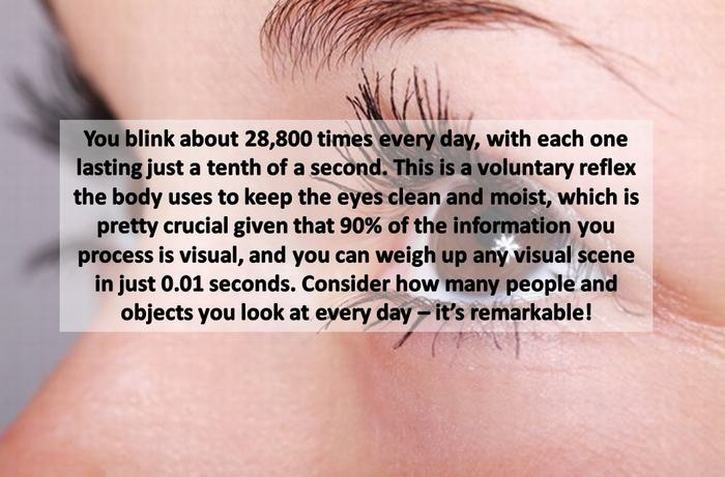 You blink about 28,800 times every day, with each one
lasting just a tenth of a second. This is a voluntary reflex
the body uses to keep the eyes clean and moist, which is
pretty crucial given that 90% of the information you
process is visual, and you can weigh up any visual scene
in just 0.01 seconds. Consider how many people and
objects you look at every day – it's remarkable!